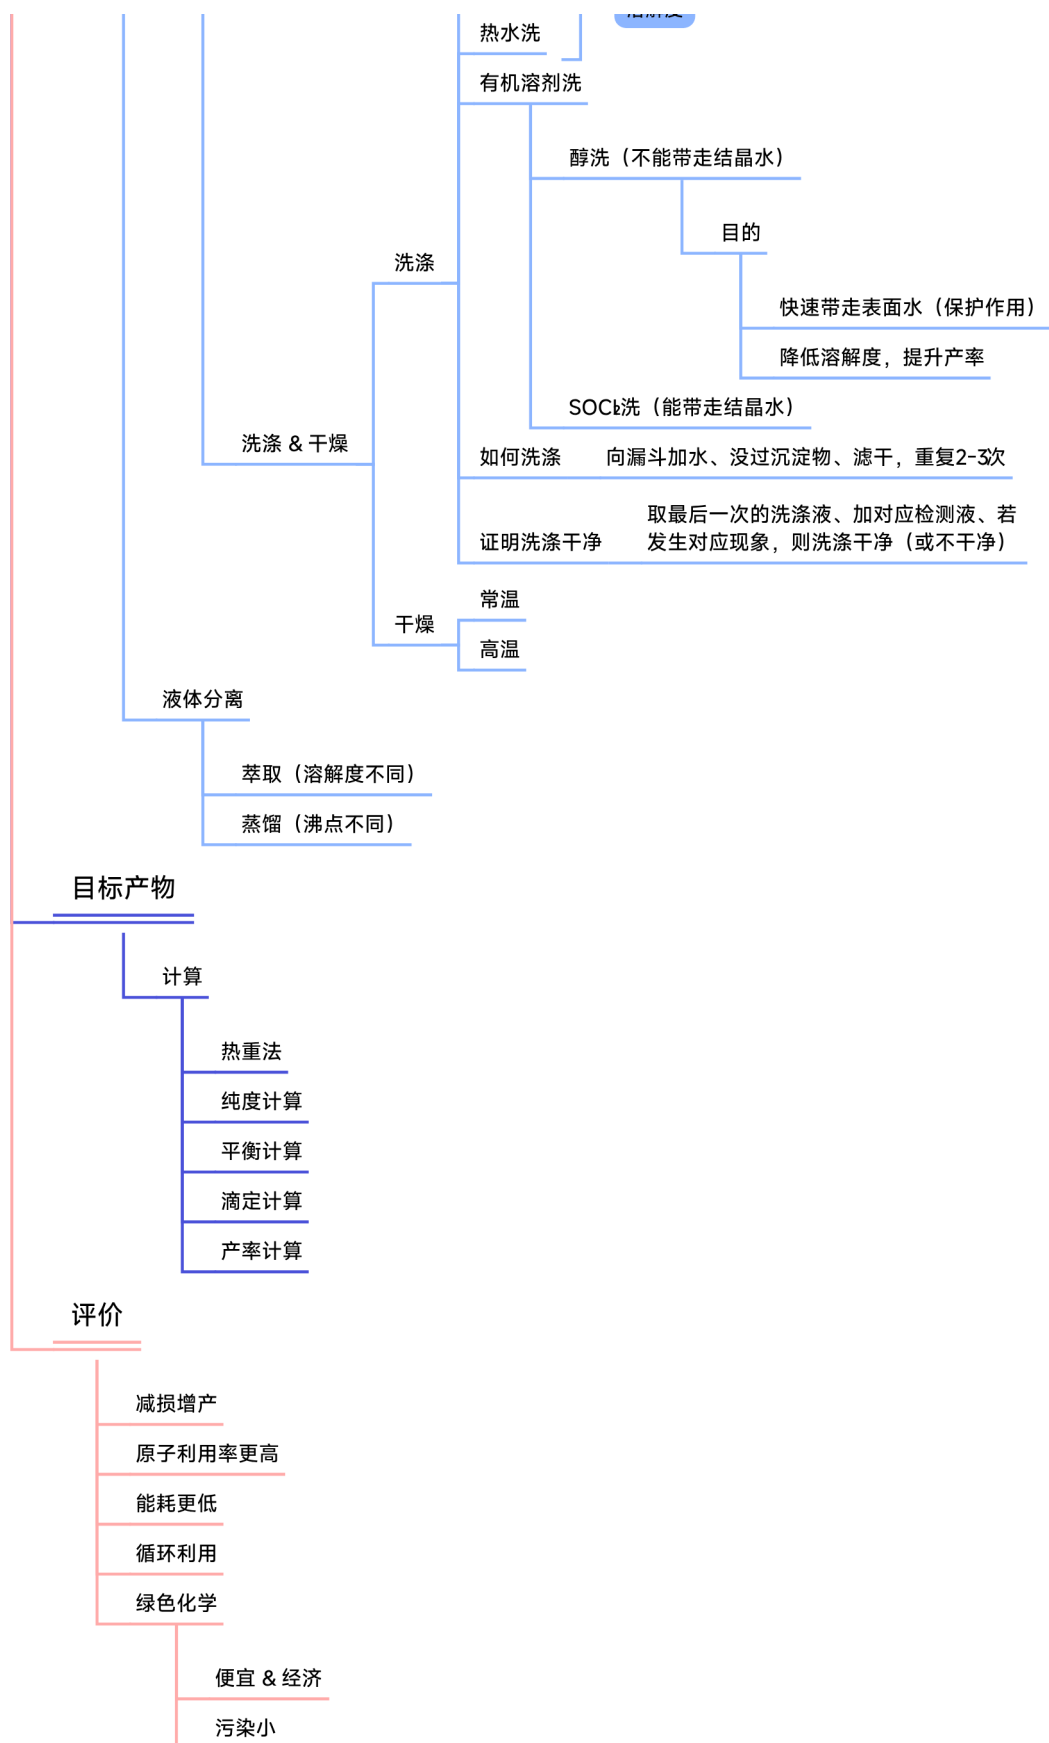 溶解度
热水洗
有机溶剂洗
醇洗（不能带走结晶水）
目的
快速带走表面水（保护作用）
降低溶解度，提升产率
SOCl₂洗（能带走结晶水）
洗涤
洗涤 & 干燥
如何洗涤
向漏斗加水、没过沉淀物、滤干，重复2-3次
证明洗涤干净
取最后一次的洗涤液、加对应检测液、若
发生对应现象，则洗涤干净（或不干净）
干燥
常温
高温
液体分离
萃取（溶解度不同）
蒸馏（沸点不同）
目标产物
计算
热重法
纯度计算
平衡计算
滴定计算
产率计算
评价
减损增产
原子利用率更高
能耗更低
循环利用
绿色化学
便宜 & 经济
污染小